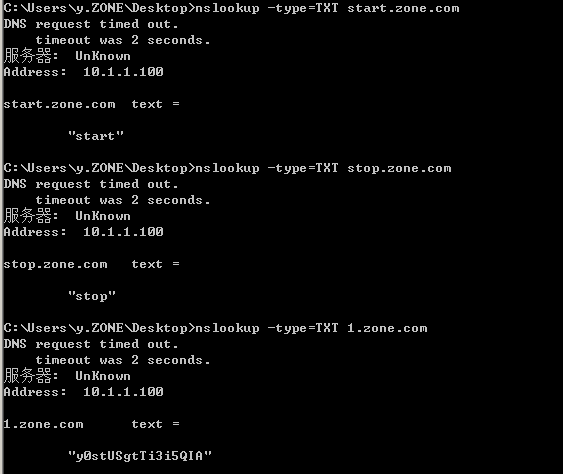 C:\Users\y.ZONE\Desktop>nslookup -type=TXT start.zone.com
DNS request timed out.
    timeout was 2 seconds.
服务器:  UnKnown
Address:  10.1.1.100

start.zone.com  text =

        "start"

C:\Users\y.ZONE\Desktop>nslookup -type=TXT stop.zone.com
DNS request timed out.
    timeout was 2 seconds.
服务器:  UnKnown
Address:  10.1.1.100

stop.zone.com   text =

        "stop"

C:\Users\y.ZONE\Desktop>nslookup -type=TXT 1.zone.com
DNS request timed out.
    timeout was 2 seconds.
服务器:  UnKnown
Address:  10.1.1.100

1.zone.com      text =

        "y0stUSgtTi3i5QIA"